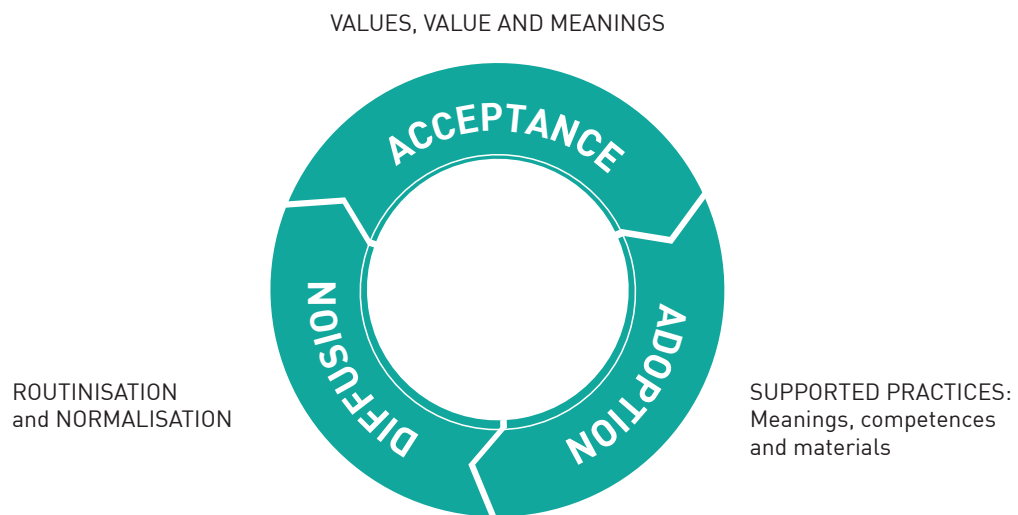 VALUES, VALUE AND MEANINGS
ACCEPTANCE
ADOPTION
SUPPORTED PRACTICES:
Meanings, competences
and materials
DIFFUSION
ROUTINISATION
and NORMALISATION